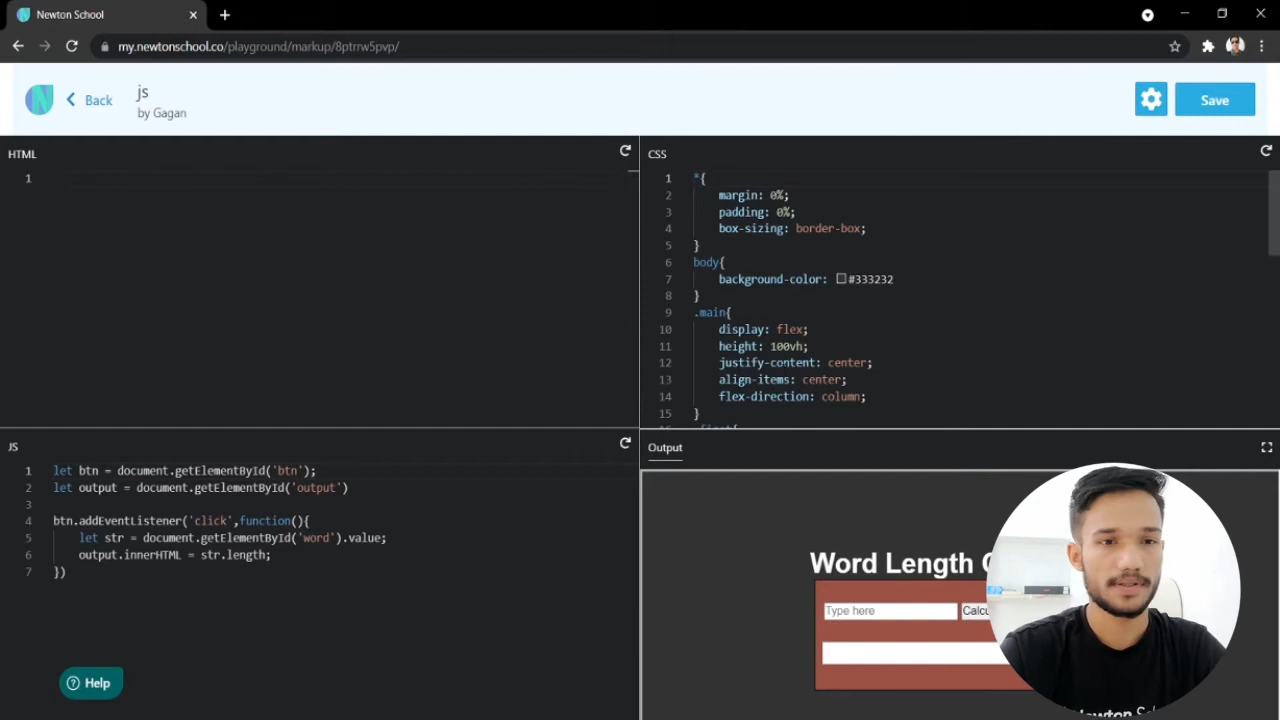 Newton School
my.newtonschool.co/playground/markup/8ptrrw5pvp/
Back
js
by Gagan
Save
HTML
1
CSS
1 *{
2 margin: 0%;
3 padding: 0%;
4 box-sizing: border-box;
5 }
6 body{
7 background-color: #333232
8 }
9 .main{
10 display: flex;
11 height: 100vh;
12 justify-content: center;
13 align-items: center;
14 flex-direction: column;
15 }
JS
1 let btn = document.getElementById('btn');
2 let output = document.getElementById('output')
3
4 btn.addEventListener('click',function(){
5 let str = document.getElementById('word').value;
6 output.innerHTML = str.length;
7 })
Help
Output
Word Length
Type here